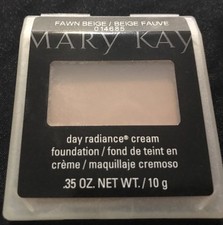 FAWN BEIGE / BEIGE FAUVE
014688
MARY KAY
day radiance® cream
foundation / fond de teint en
crème / maquillaje cremoso
.35 OZ. NET WT. / 10 g